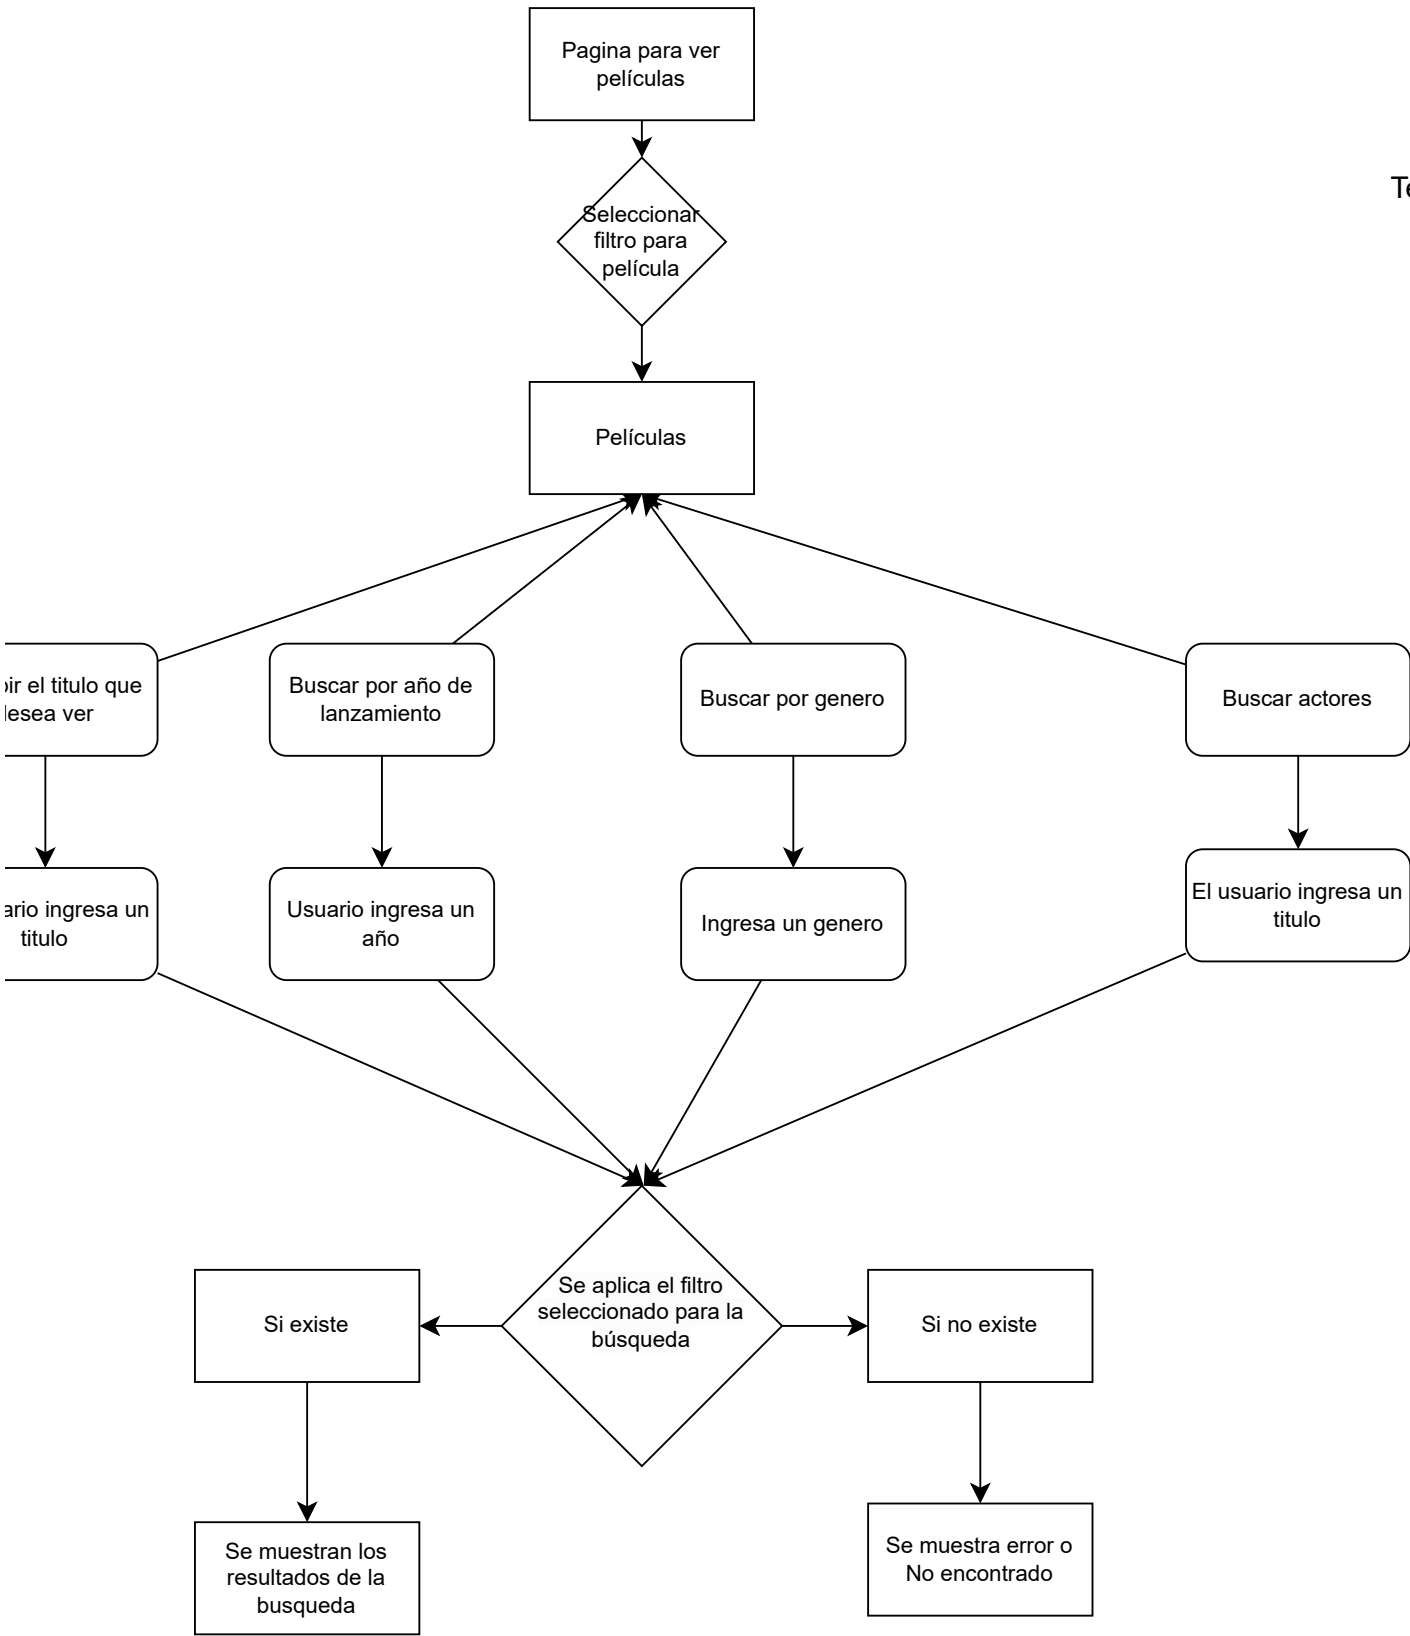 Pagina para ver
películas
Seleccionar
filtro para
película
Películas
el titulo que
ver
Buscar por año de
lanzamiento
Buscar por genero
Buscar actores
ingresa un
titulo
Usuario ingresa un
año
Ingresa un genero
El usuario ingresa un
titulo
Se aplica el filtro
seleccionado para la
búsqueda
Si existe
Si no existe
Se muestran los
resultados de la
busqueda
Se muestra error o
No encontrado